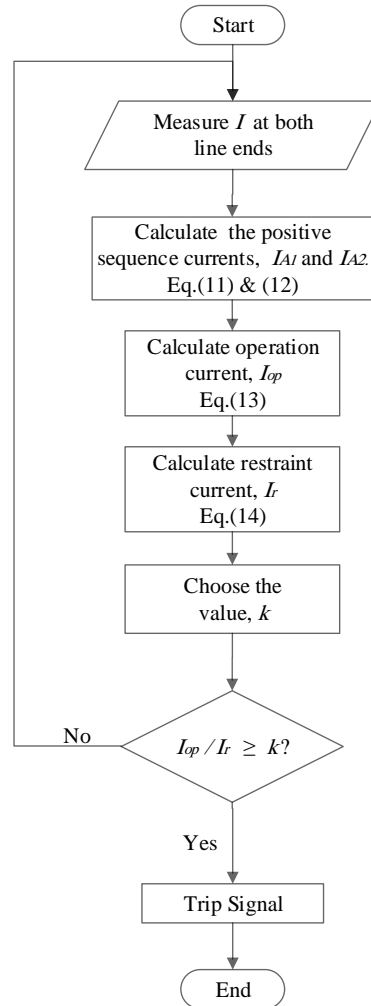 Start
Measure I at both
line ends
Calculate the positive
sequence currents, IA1 and IA2.
Eq.(11) & (12)
Calculate operation
current, Iop
Eq.(13)
Calculate restraint
current, Ir
Eq.(14)
Choose the
value, k
No
Iop / Ir ≥ k?
Yes
Trip Signal
End